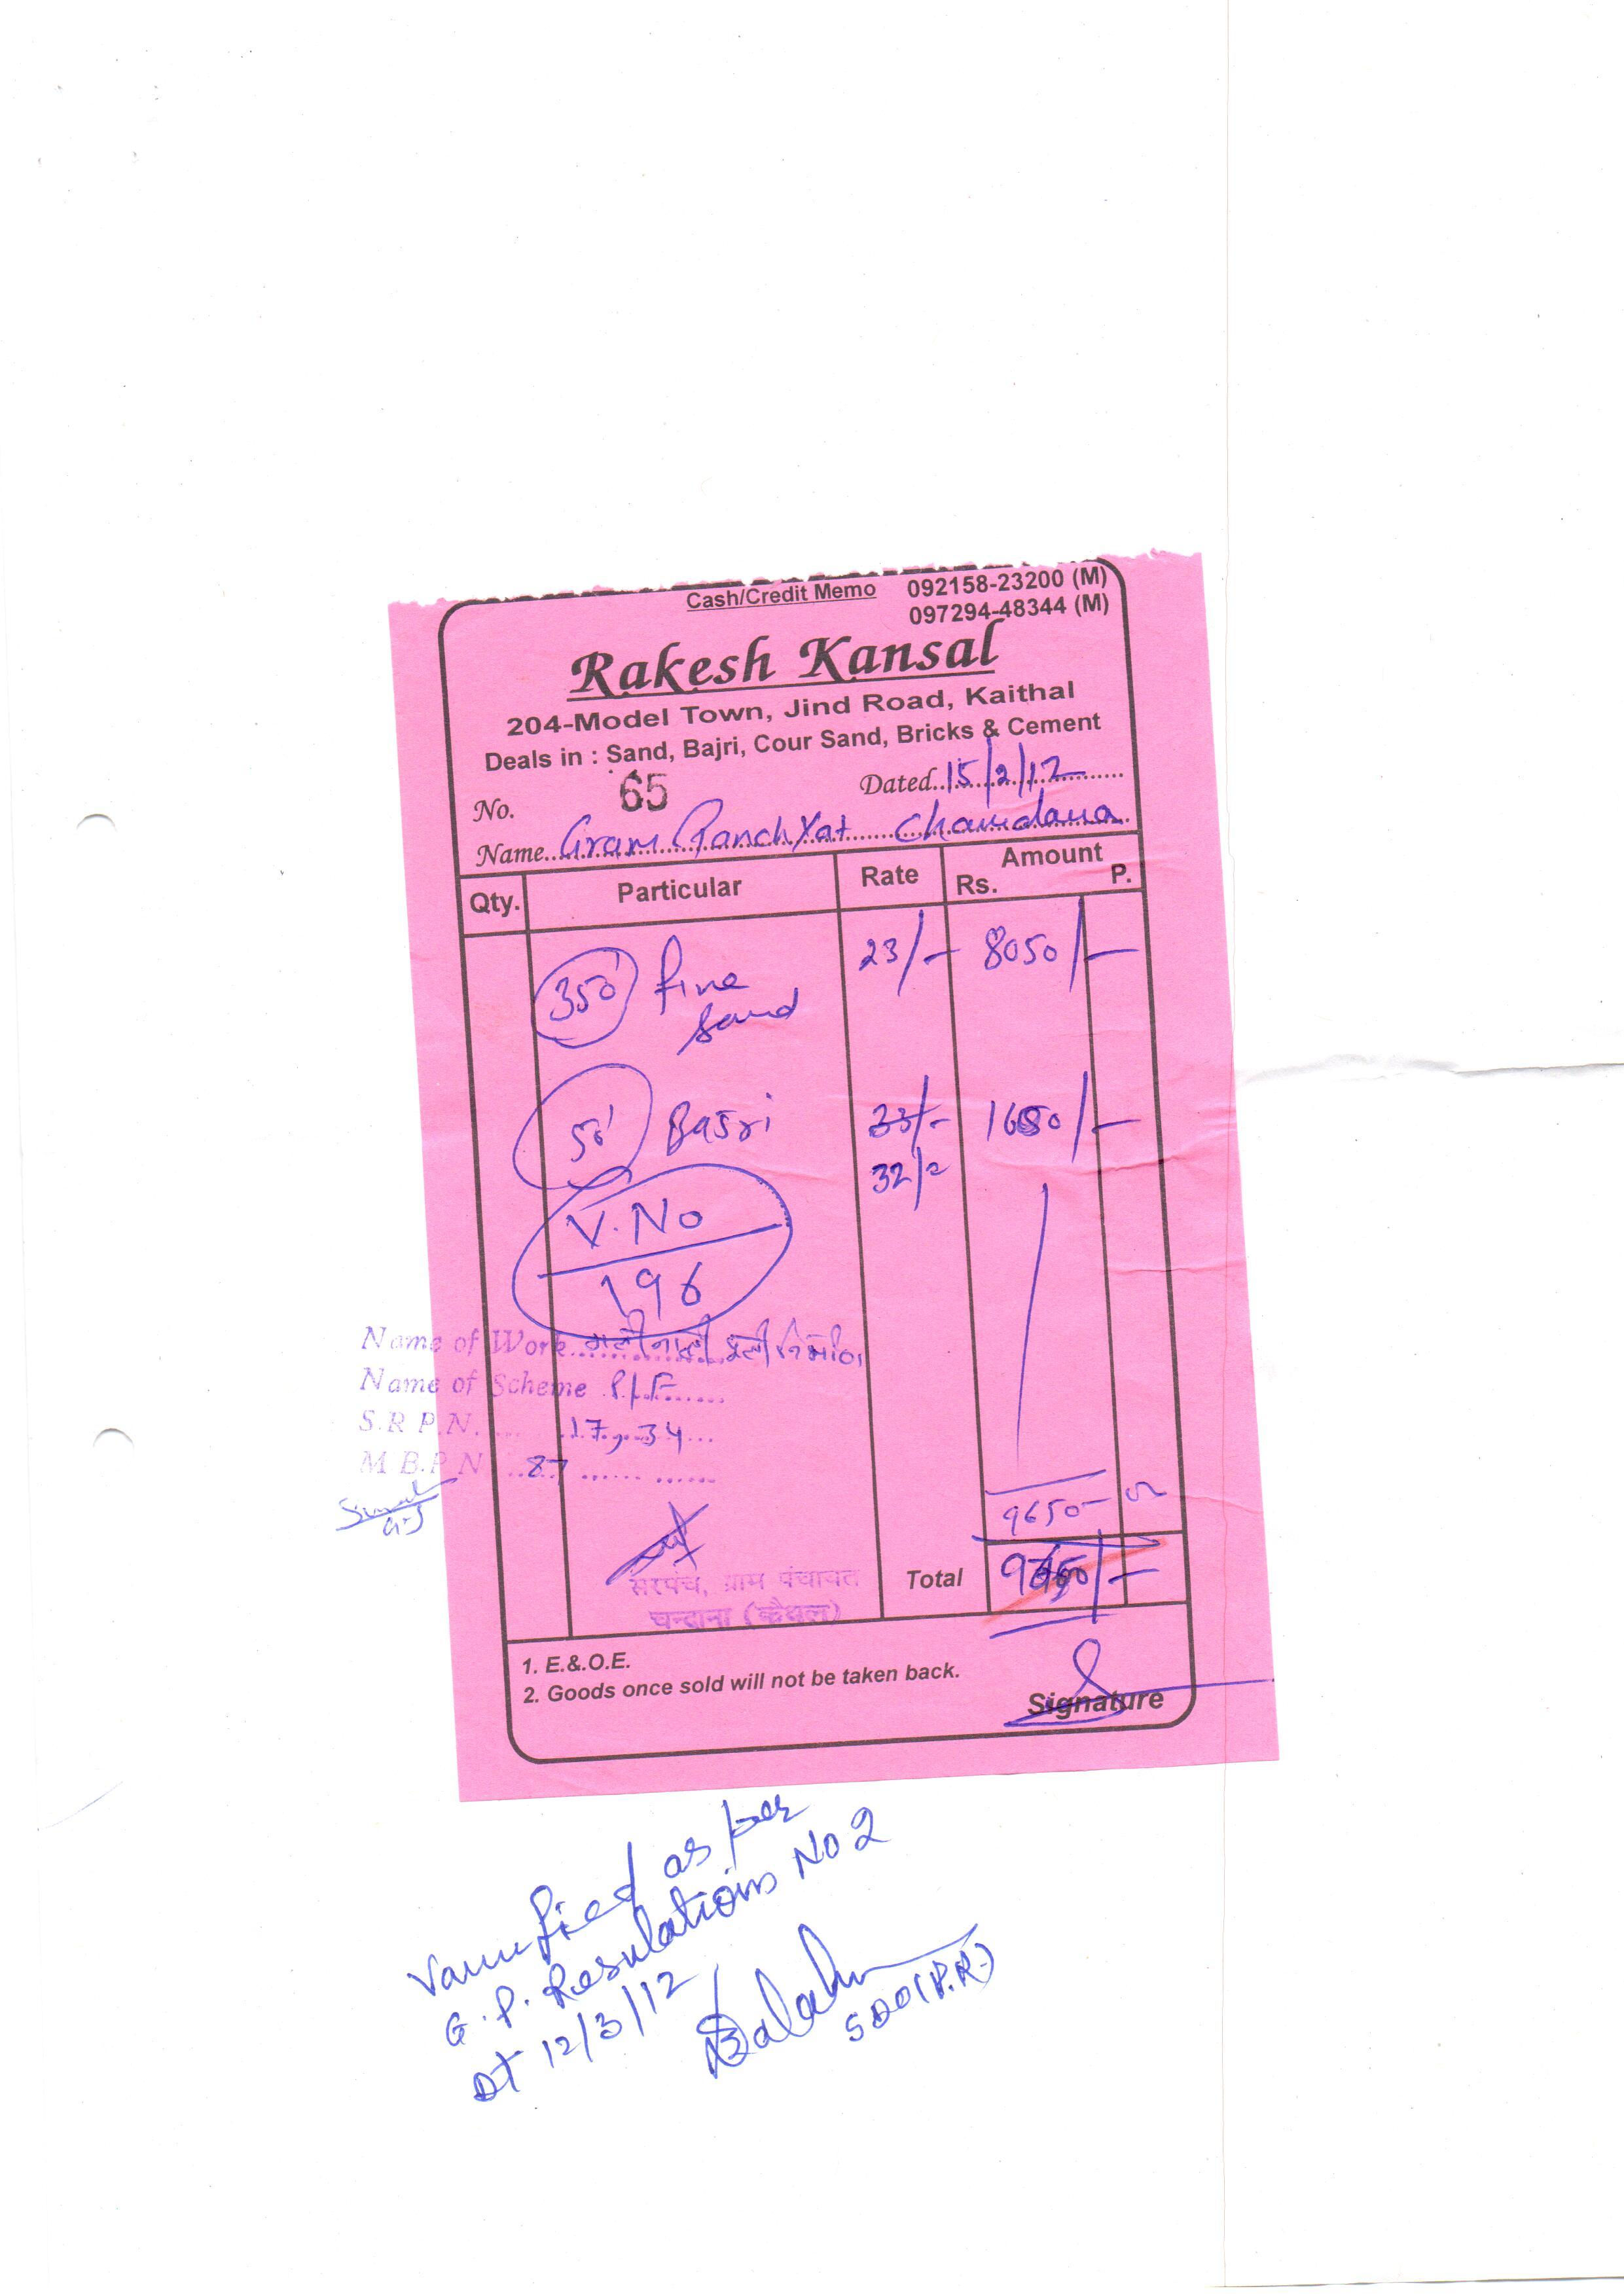 Cash/Credit Memo 092158-23200 (M)
097294-48344 (M)
Rakesh Kansal
204-Model Town, Jind Road, Kaithal
Deals in : Sand, Bajri, Cour Sand, Bricks & Cement
No. 65 Dated 15/2/12
Name Gram Panchyat Chandana
Qty. Particular Rate Amount
Rs. P.
350' fine sand 23/- 8050/-
50' Bajri 33/- 1650/-
32/=
V.No
196
Name of Work गली नाली
Name of Scheme P.I.F
S.R P.N. 17, 34
M B.P N 87
9650-
Total
सरपंच, ग्राम पंचायत
चन्दाना (कैथल)
1. E.&.O.E.
2. Goods once sold will not be taken back.
Signature
Varrified as per
G.P. Resulations No 2
Dt 12/3/12
SDO(P.R.)